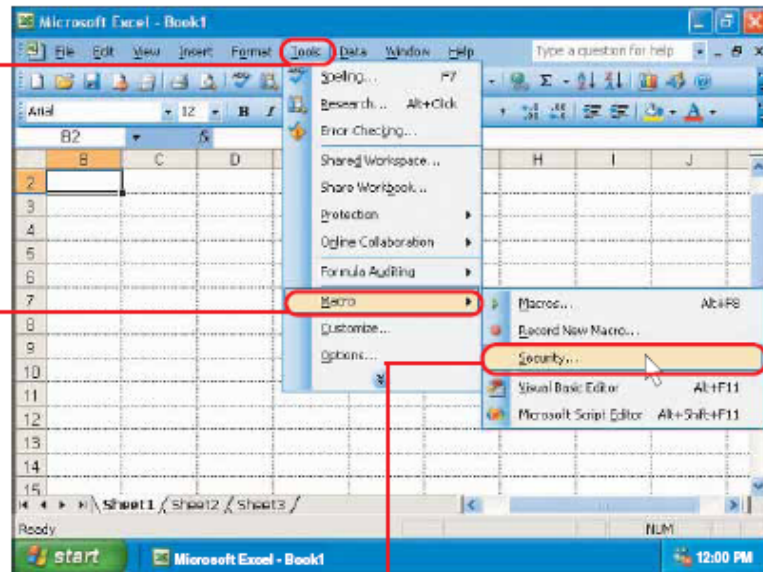 Microsoft Excel - Book1
File Edit View Insert Format Tools Data Window Help Type a question for help
Arial 12 B I A
B2 fx
B C D H I J
2
3
4
5
6
7
8
9
10
11
12
13
14
15
Spelling... F7
Research... Alt+Click
Error Checking...
Shared Workspace...
Share Workbook...
Protection
Online Collaboration
Formula Auditing
Macro
Customize...
Options...
Macros... Alt+F8
Record New Macro...
Security...
Visual Basic Editor Alt+F11
Microsoft Script Editor Alt+Shift+F11
Sheet1 / Sheet2 / Sheet3 /
Ready NUM
start Microsoft Excel - Book1 12:00 PM